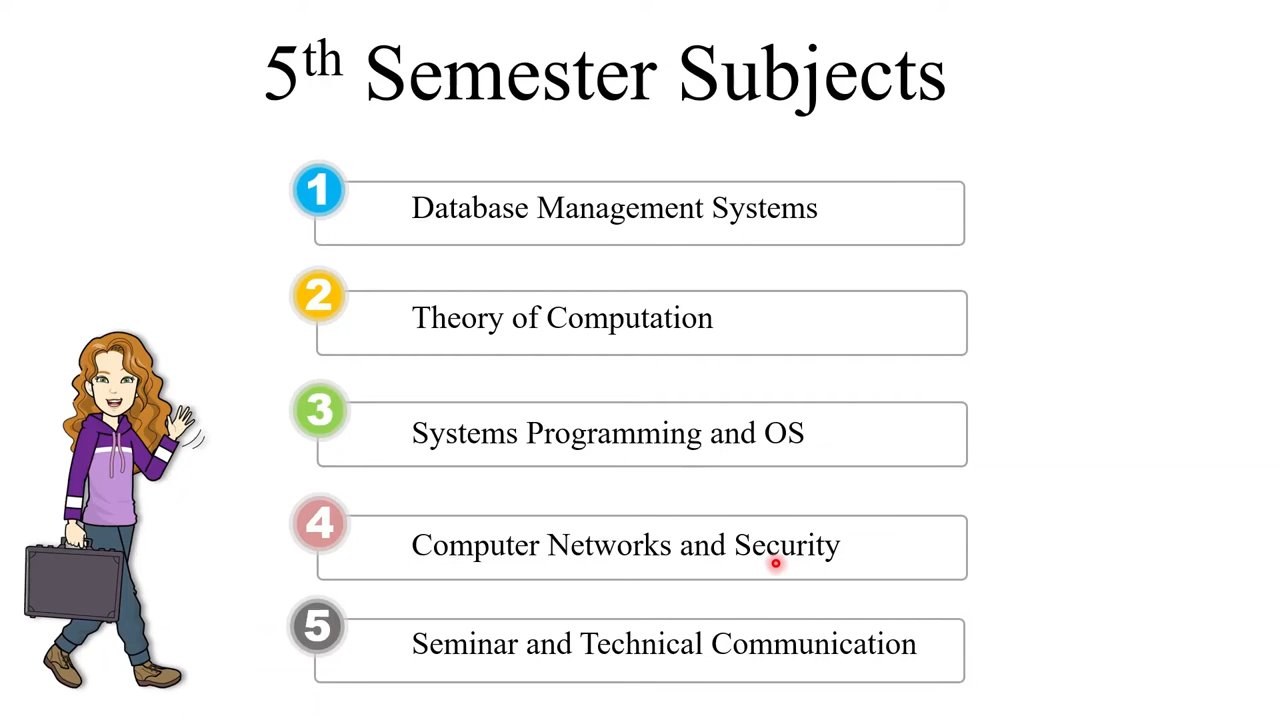 5th Semester Subjects
1
Database Management Systems
2
Theory of Computation
3
Systems Programming and OS
4
Computer Networks and Security
5
Seminar and Technical Communication